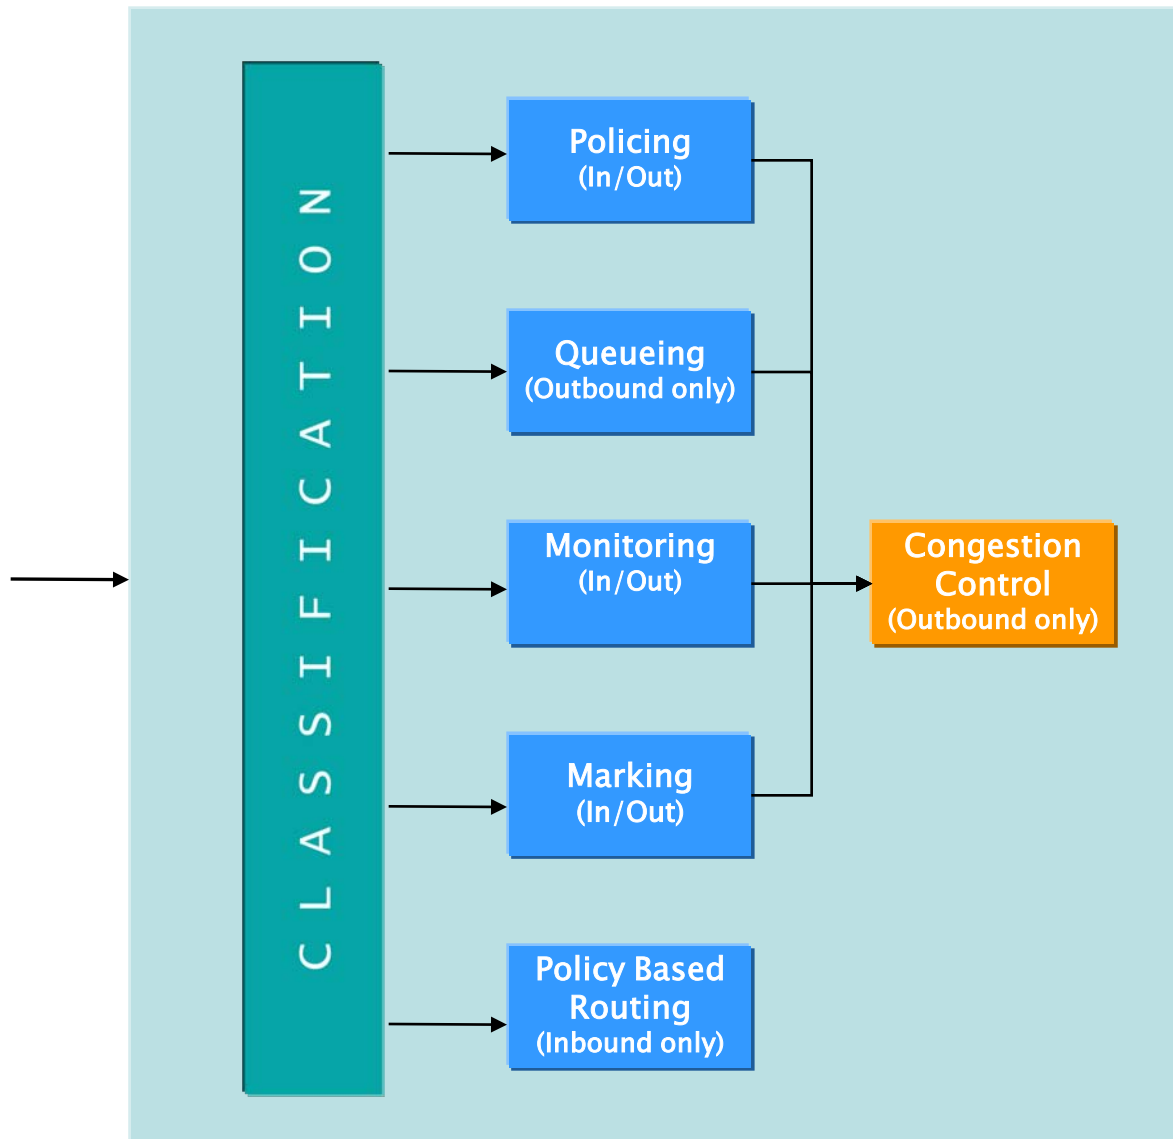 CLASSIFICATION
Policing
(In/Out)
Queueing
(Outbound only)
Monitoring
(In/Out)
Congestion
Control
(Outbound only)
Marking
(In/Out)
Policy Based
Routing
(Inbound only)